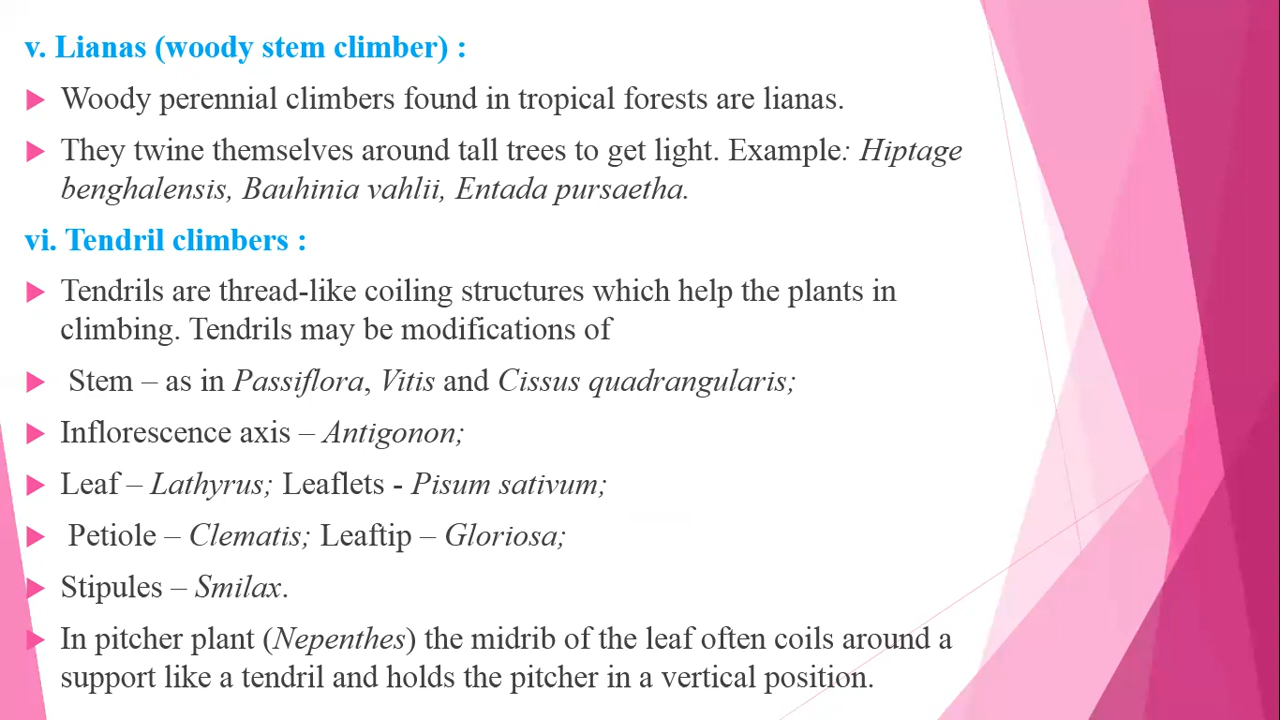 v. Lianas (woody stem climber) :
Woody perennial climbers found in tropical forests are lianas.
They twine themselves around tall trees to get light. Example: Hiptage
benghalensis, Bauhinia vahlii, Entada pursaetha.
vi. Tendril climbers :
Tendrils are thread-like coiling structures which help the plants in
climbing. Tendrils may be modifications of
Stem – as in Passiflora, Vitis and Cissus quadrangularis;
Inflorescence axis – Antigonon;
Leaf – Lathyrus; Leaflets - Pisum sativum;
Petiole – Clematis; Leaftip – Gloriosa;
Stipules – Smilax.
In pitcher plant (Nepenthes) the midrib of the leaf often coils around a
support like a tendril and holds the pitcher in a vertical position.